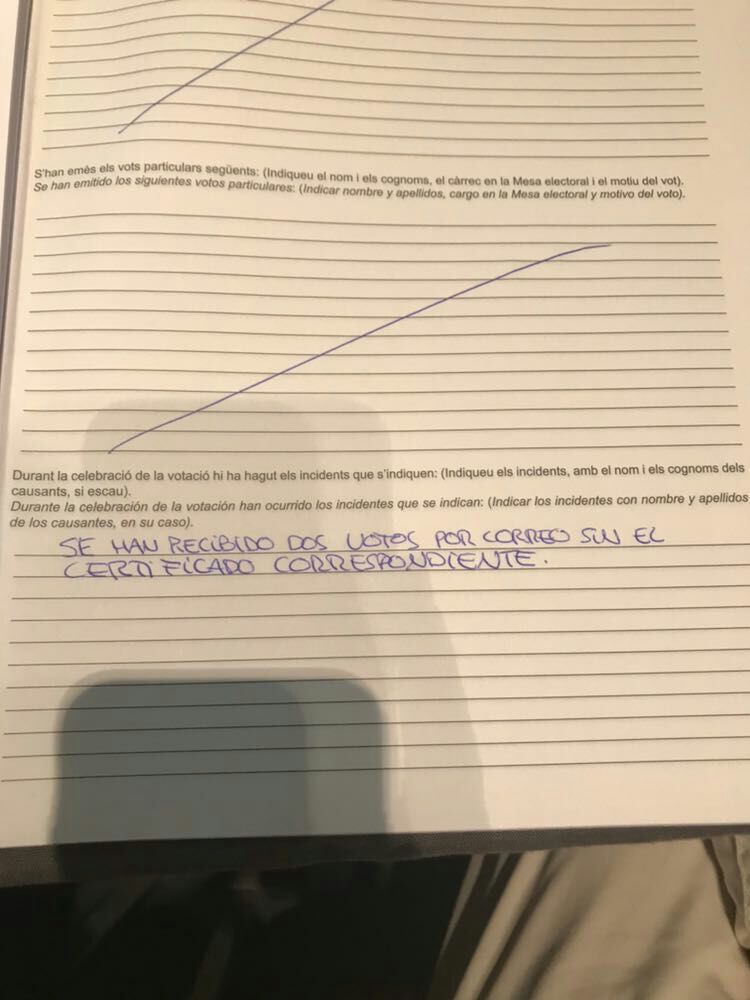 S'han emès els vots particulars següents: (Indiqueu el nom i els cognoms, el càrrec en la Mesa electoral i el motiu del vot).
Se han emitido los siguientes votos particulares: (Indicar nombre y apellidos, cargo en la Mesa electoral y motivo del voto).
Durant la celebració de la votació hi ha hagut els incidents que s'indiquen: (Indiqueu els incidents, amb el nom i els cognoms dels
causants, si escau).
Durante la celebración de la votación han ocurrido los incidentes que se indican: (Indicar los incidentes con nombre y apellidos
de los causantes, en su caso).
SE HAN RECIBIDO DOS VOTOS POR CORREO SIN EL
CERTIFICADO CORRESPONDIENTE.